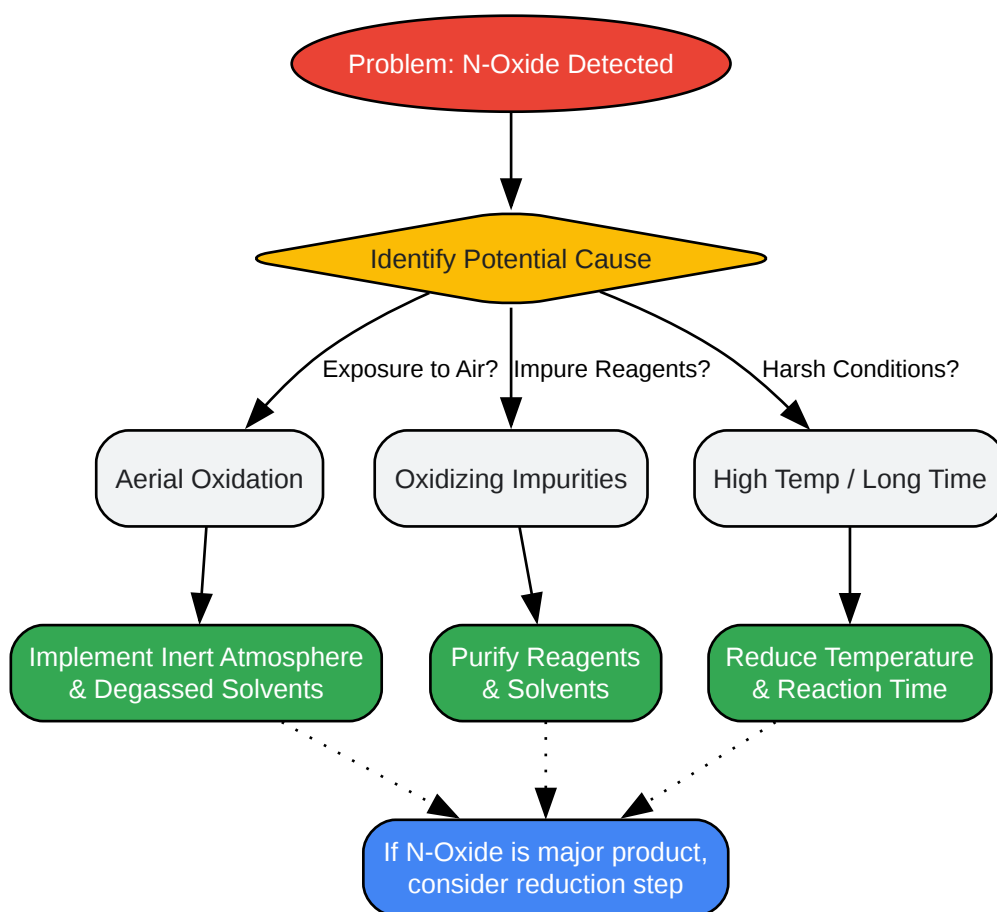 Problem: N-Oxide Detected
Identify Potential Cause
Exposure to Air?
Impure Reagents?
Harsh Conditions?
Aerial Oxidation
Oxidizing Impurities
High Temp / Long Time
Implement Inert Atmosphere
& Degassed Solvents
Purify Reagents
& Solvents
Reduce Temperature
& Reaction Time
If N-Oxide is major product,
consider reduction step